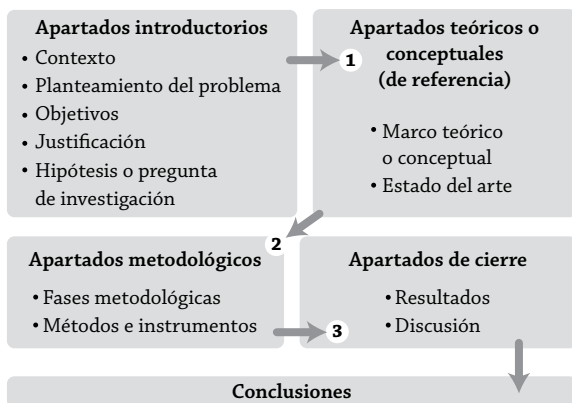 Apartados introductorios
• Contexto
• Planteamiento del problema
• Objetivos
• Justificación
• Hipótesis o pregunta
de investigación
1
Apartados teóricos o
conceptuales
(de referencia)
• Marco teórico
o conceptual
• Estado del arte
2
Apartados metodológicos
• Fases metodológicas
• Métodos e instrumentos
3
Apartados de cierre
• Resultados
• Discusión
Conclusiones